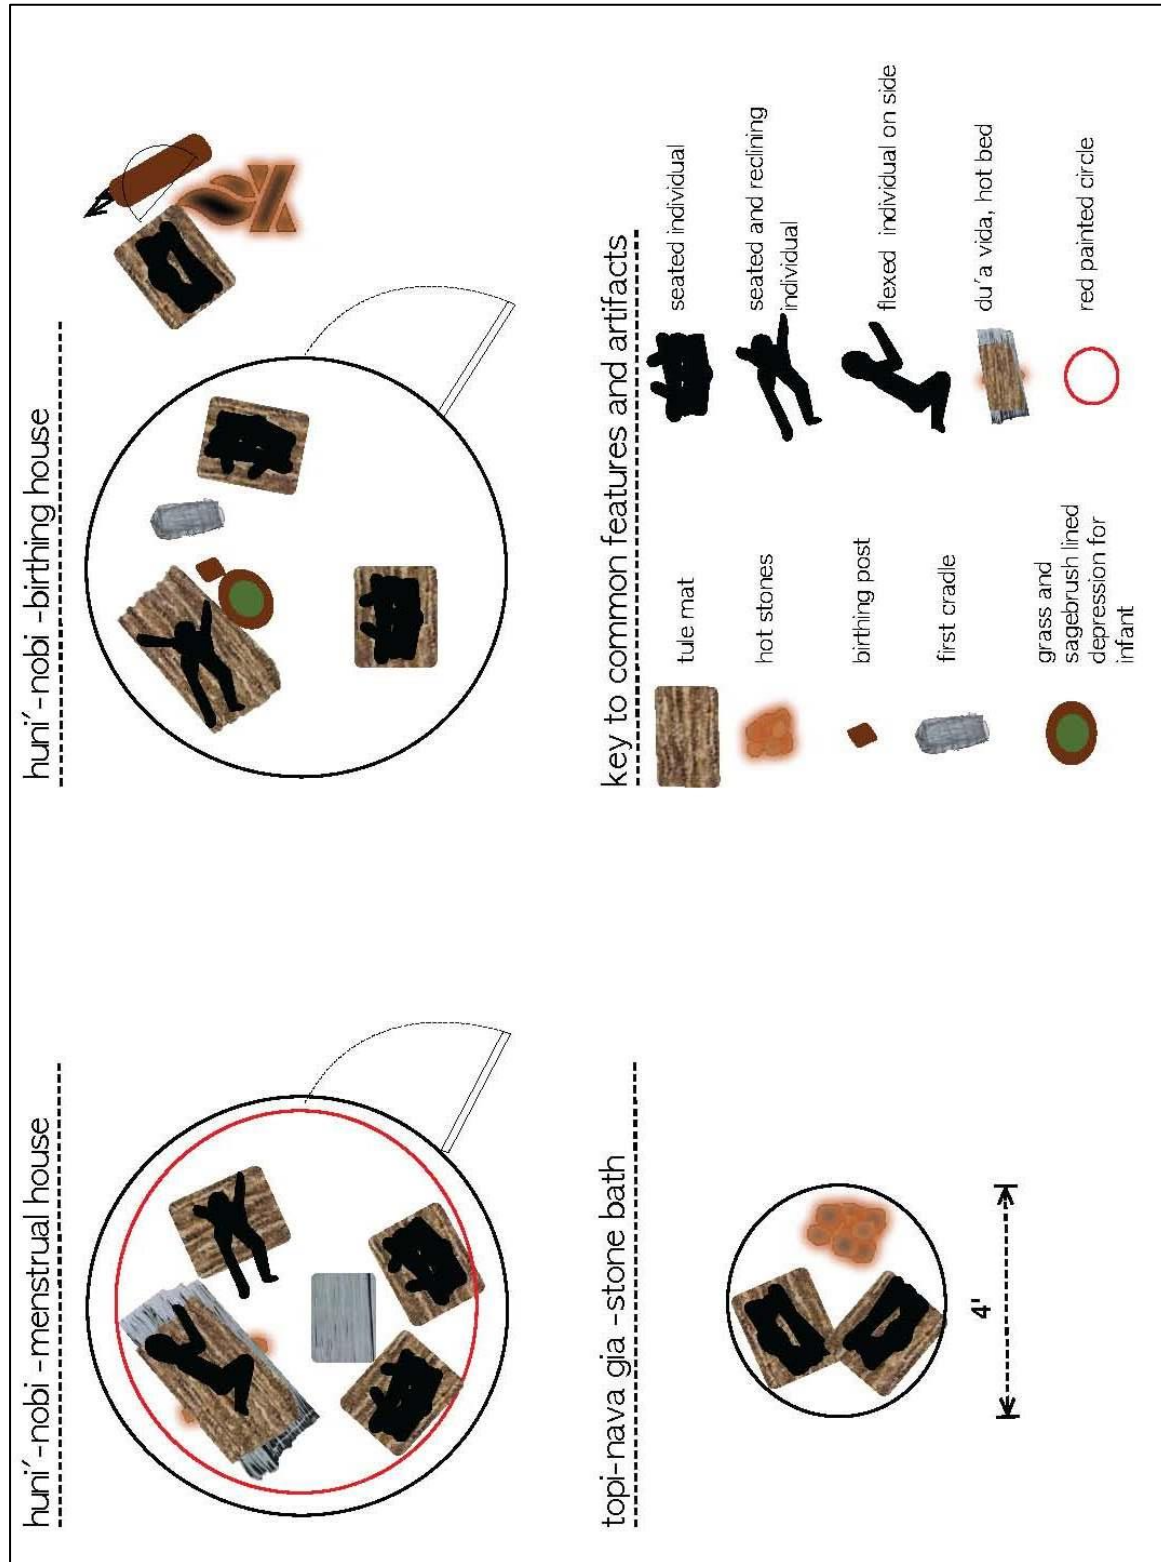 huni´-nobi -menstrual house
huni´-nobi -birthing house
topi-nava gia -stone bath
4'
key to common features and artifacts
tule mat
hot stones
birthing post
first cradle
grass and
sagebrush lined
depression for
infant
seated individual
seated and reclining
individual
flexed individual on side
du´a vida, hot bed
red painted circle